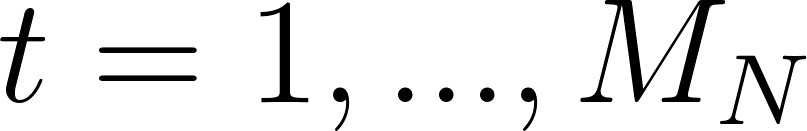 t = 1, ..., M_N